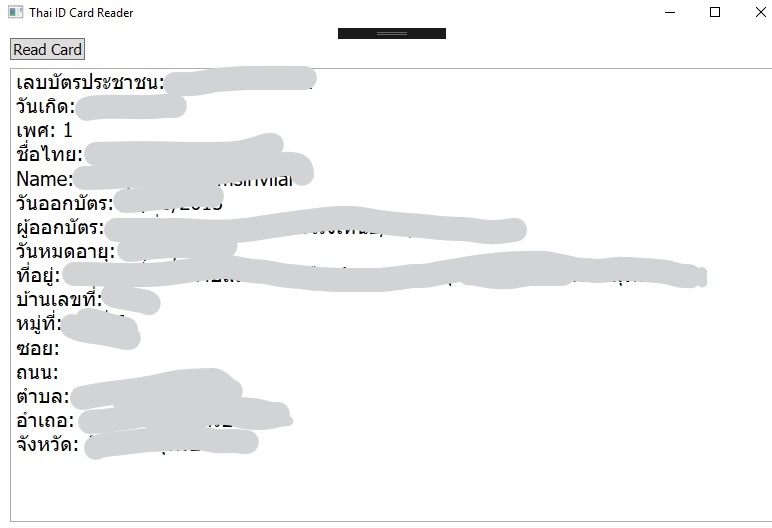 Thai ID Card Reader
Read Card
เลบบัตรประชาชน:
วันเกิด:
เพศ: 1
ชื่อไทย:
Name:
วันออกบัตร:
ผู้ออกบัตร:
วันหมดอายุ:
ที่อยู่:
บ้านเลขที่:
หมู่ที่:
ซอย:
ถนน:
ตำบล:
อำเถอ:
จังหวัด: